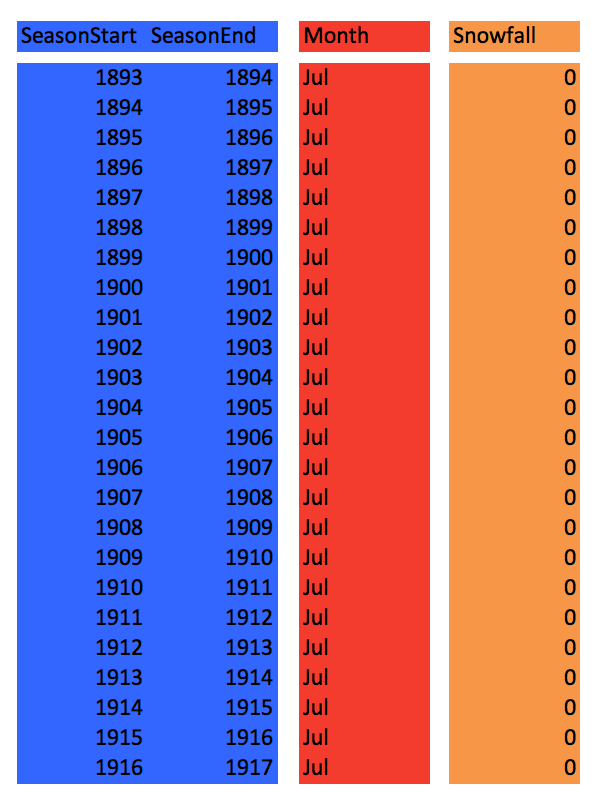 SeasonStart SeasonEnd Month Snowfall
1893 1894 Jul 0
1894 1895 Jul 0
1895 1896 Jul 0
1896 1897 Jul 0
1897 1898 Jul 0
1898 1899 Jul 0
1899 1900 Jul 0
1900 1901 Jul 0
1901 1902 Jul 0
1902 1903 Jul 0
1903 1904 Jul 0
1904 1905 Jul 0
1905 1906 Jul 0
1906 1907 Jul 0
1907 1908 Jul 0
1908 1909 Jul 0
1909 1910 Jul 0
1910 1911 Jul 0
1911 1912 Jul 0
1912 1913 Jul 0
1913 1914 Jul 0
1914 1915 Jul 0
1915 1916 Jul 0
1916 1917 Jul 0